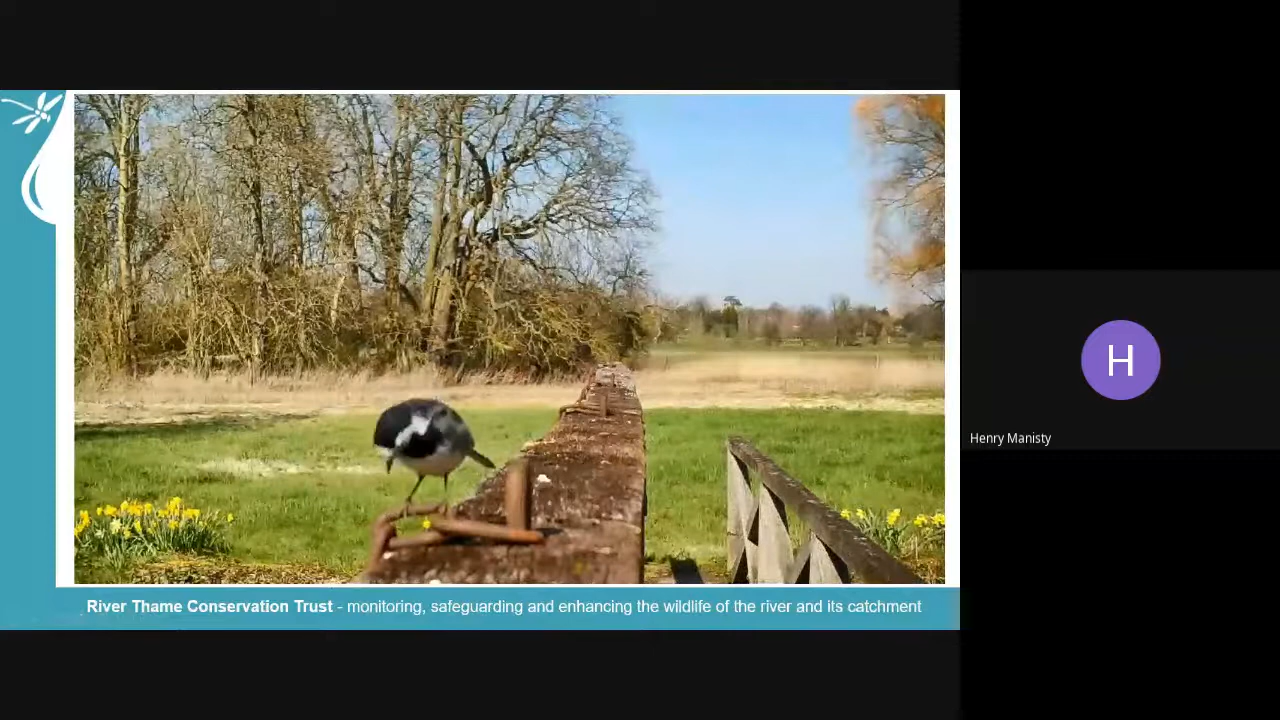 River Thame Conservation Trust - monitoring, safeguarding and enhancing the wildlife of the river and its catchment
H
Henry Manisty